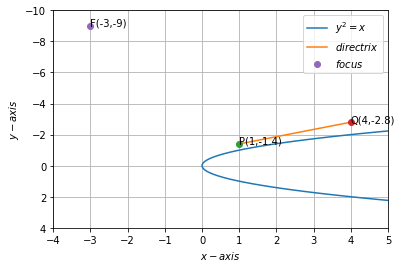 −10
−8
−6
−4
−2
0
2
4
y − axis
−4
−3
−2
−1
0
1
2
3
4
5
x − axis
F(-3,-9)
P(1,-1.4)
Q(4,-2.8)
y² = x
directrix
focus